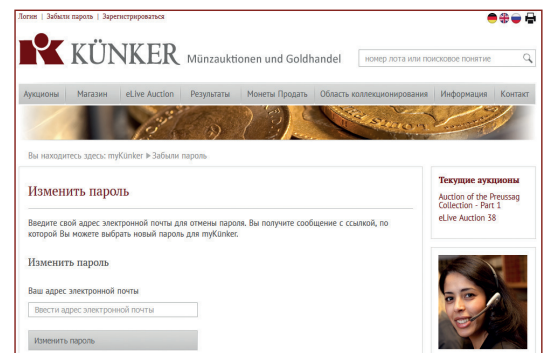 Логин | Забыли пароль | Зарегистрироваться
KÜNKER Münzauktionen und Goldhandel
номер лота или поисковое понятие
Аукционы Магазин eLive Auction Результаты Монеты Продать Область коллекционирования Информация Контакт
Вы находитесь здесь: myKünker ▶ Забыли пароль
Изменить пароль
Введите свой адрес электронной почты для отмены пароля. Вы получите сообщение с ссылкой, по
которой Вы можете выбрать новый пароль для myKünker.
Изменить пароль
Ваш адрес электронной почты
Ввести адрес электронной почты
Изменить пароль
Текущие аукционы
Auction of the Preussag
Collection - Part 1
eLive Auction 38